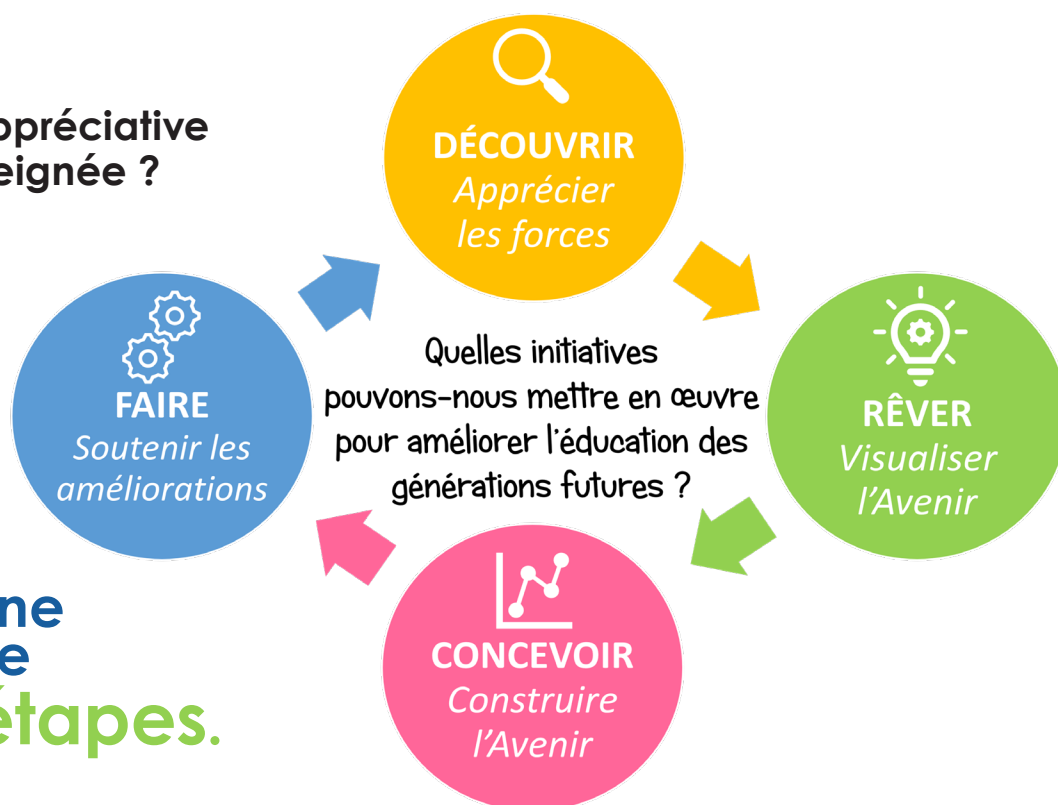 DÉCOUVRIR
Apprécier
les forces
ppréciative
eignée ?
RÊVER
Visualiser
l'Avenir
Quelles initiatives
pouvons-nous mettre en œuvre
pour améliorer l'éducation des
générations futures ?
FAIRE
Soutenir les
améliorations
CONCEVOIR
Construire
l'Avenir
ne
e
étapes.